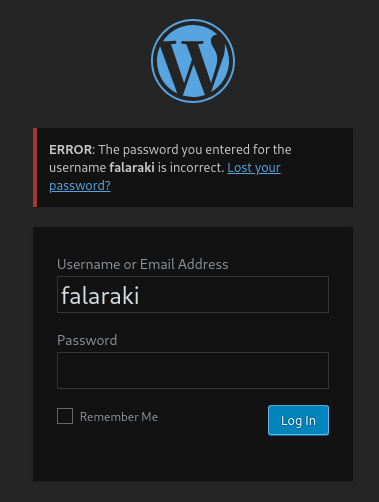 ERROR: The password you entered for the
username falaraki is incorrect. Lost your
password?
Username or Email Address
falaraki
Password
Remember Me
Log In